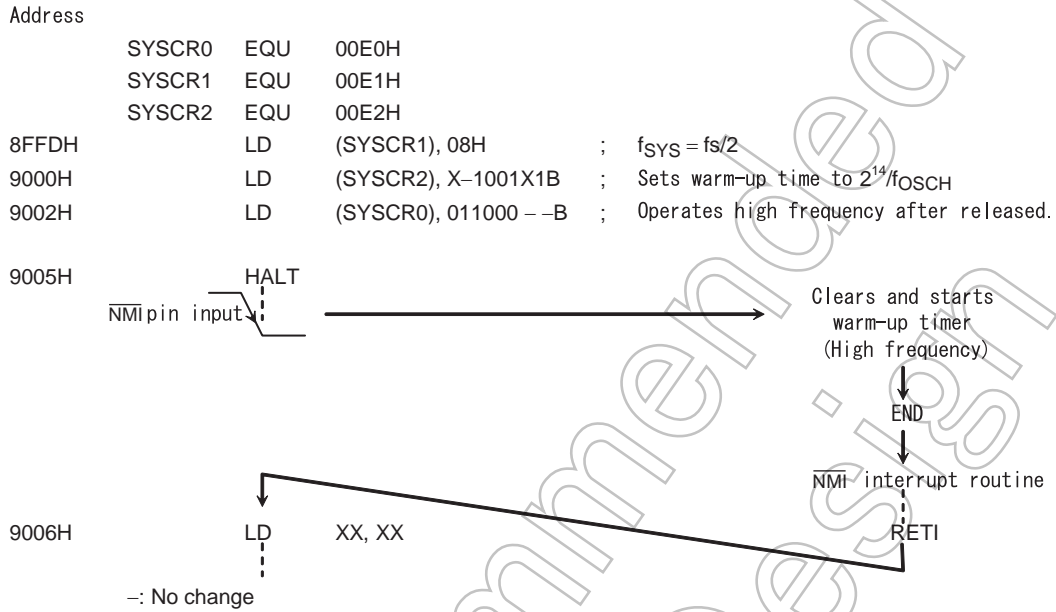 Address
SYSCR0 EQU 00E0H
SYSCR1 EQU 00E1H
SYSCR2 EQU 00E2H
8FFDH LD (SYSCR1), 08H ; fSYS = fs/2
9000H LD (SYSCR2), X–1001X1B ; Sets warm-up time to 2^14/fOSCH
9002H LD (SYSCR0), 011000 – –B ; Operates high frequency after released.
9005H HALT
NMI pin input
Clears and starts
warm-up timer
(High frequency)
END
NMI interrupt routine
9006H LD XX, XX RETI
–: No change